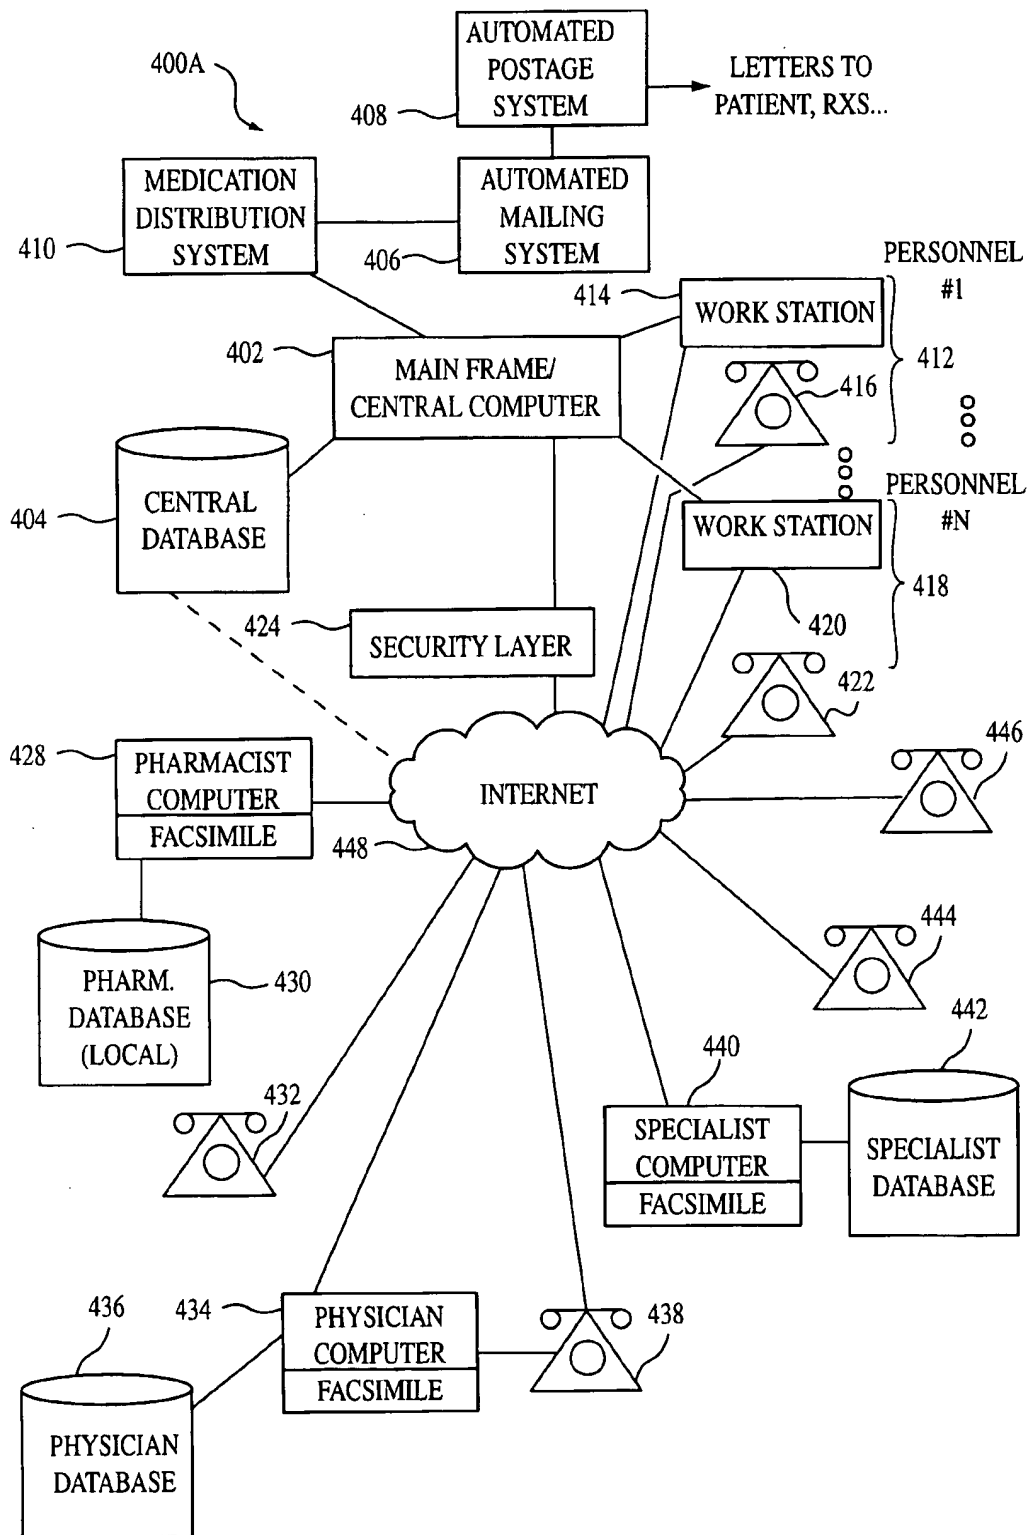 400A
AUTOMATED
POSTAGE
SYSTEM
408
LETTERS TO
PATIENT, RXS...
MEDICATION
DISTRIBUTION
SYSTEM
410
AUTOMATED
MAILING
SYSTEM
406
PERSONNEL
#1
414
WORK STATION
412
416
402
MAIN FRAME/
CENTRAL COMPUTER
404
CENTRAL
DATABASE
PERSONNEL
#N
WORK STATION
418
420
424
SECURITY LAYER
422
428
PHARMACIST
COMPUTER
FACSIMILE
INTERNET
448
446
444
430
PHARM.
DATABASE
(LOCAL)
432
440
SPECIALIST
COMPUTER
FACSIMILE
442
SPECIALIST
DATABASE
436
434
PHYSICIAN
COMPUTER
FACSIMILE
438
PHYSICIAN
DATABASE